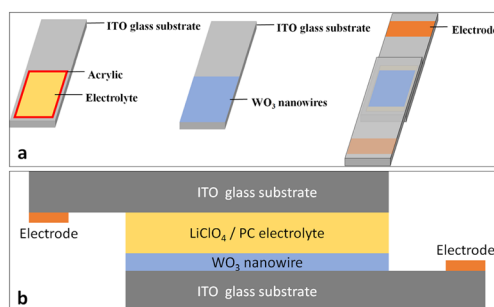 ITO glass substrate
Acrylic
Electrolyte
ITO glass substrate
WO₃ nanowires
Electrode
a
ITO glass substrate
Electrode
LiClO₄ / PC electrolyte
WO₃ nanowire
Electrode
ITO glass substrate
b